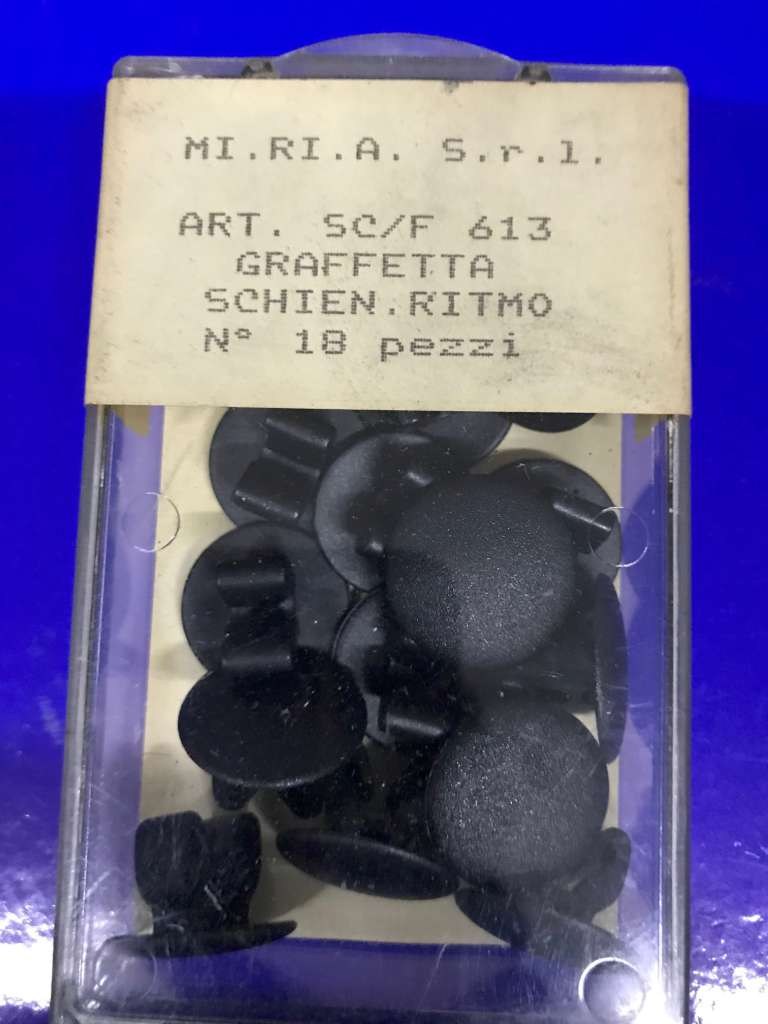 MI.RI.A. S.r.l.
ART. SC/F 613
GRAFFETTA
SCHIEN.RITMO
N° 18 pezzi